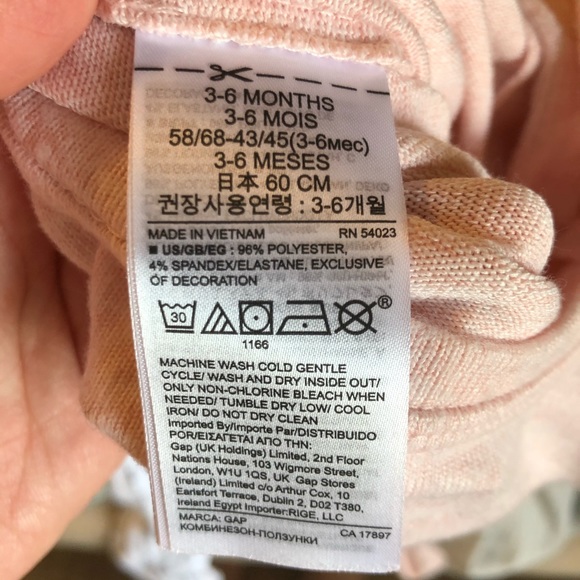 3-6 MONTHS
3-6 MOIS
58/68-43/45(3-6мес)
3-6 MESES
日本 60 CM
권장사용연령 : 3-6개월
MADE IN VIETNAM RN 54023
■ US/GB/EG : 96% POLYESTER,
4% SPANDEX/ELASTANE, EXCLUSIVE
OF DECORATION
30 ®
1166
MACHINE WASH COLD GENTLE
CYCLE/ WASH AND DRY INSIDE OUT/
ONLY NON-CHLORINE BLEACH WHEN
NEEDED/ TUMBLE DRY LOW/ COOL
IRON/ DO NOT DRY CLEAN
Imported By/Importe Par/DISTRIBUIDO
POR/ΕΙΣΑΓΕΤΑΙ ΑΠΟ ΤΗΝ:
Gap (UK Holdings) Limited, 2nd Floor
Nations House, 103 Wigmore Street,
London, W1U 1QS, UK Gap Stores
(Ireland) Limited c/o Arthur Cox, 10
Earlsfort Terrace, Dublin 2, D02 T380,
Ireland Egypt Importer:RIGE, LLC
MARCA: GAP
КОМБИНЕЗОН-ПОЛЗУНКИ CA 17897